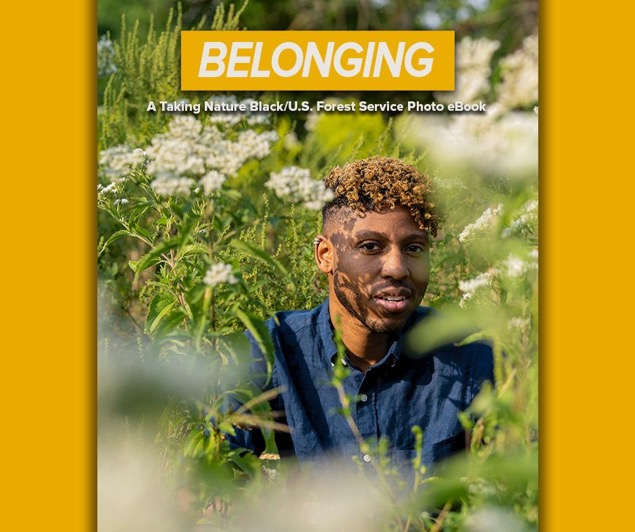 BELONGING
A Taking Nature Black/U.S. Forest Service Photo eBook